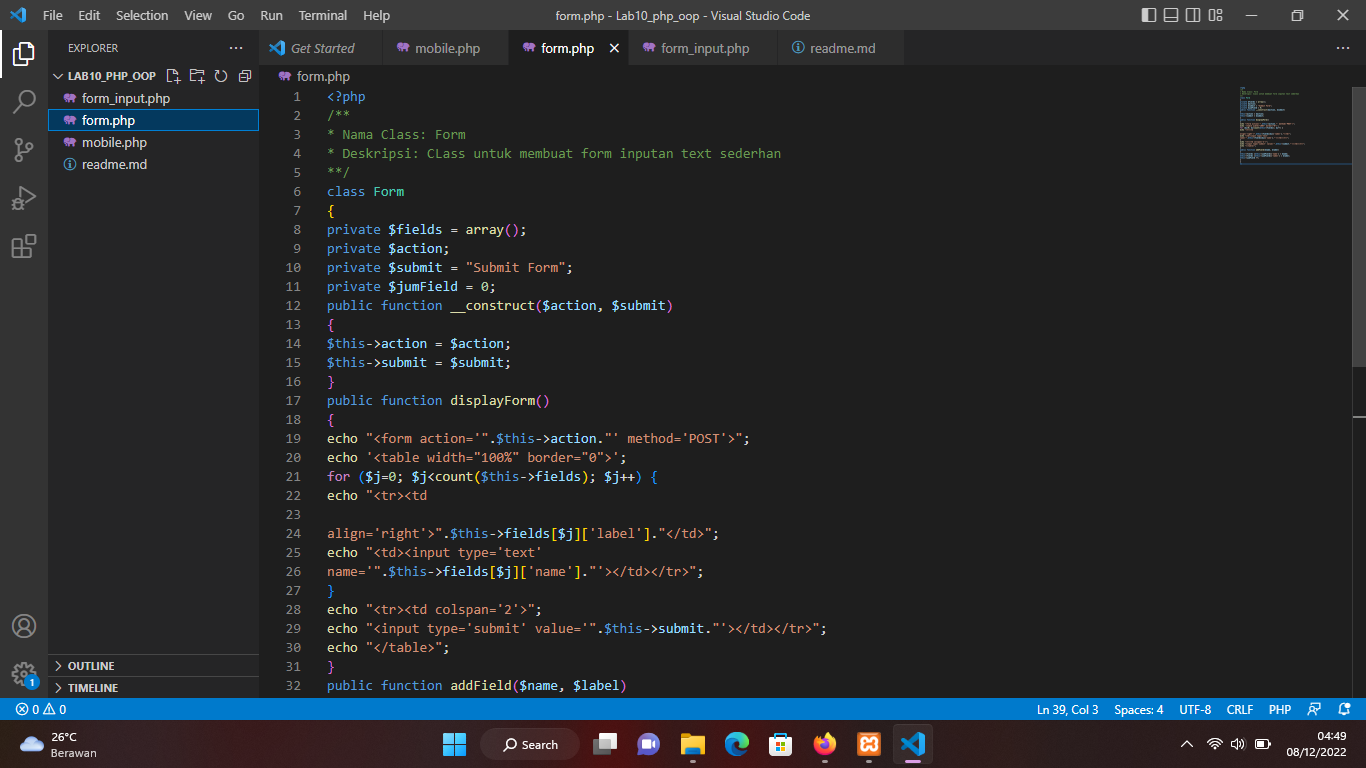 File Edit Selection View Go Run Terminal Help form.php - Lab10_php_oop - Visual Studio Code
EXPLORER
LAB10_PHP_OOP
form_input.php
form.php
mobile.php
readme.md
OUTLINE
TIMELINE
Get Started mobile.php form.php form_input.php readme.md
form.php
1 <?php
2 /**
3 * Nama Class: Form
4 * Deskripsi: CLass untuk membuat form inputan text sederhan
5 **/
6 class Form
7 {
8 private $fields = array();
9 private $action;
10 private $submit = "Submit Form";
11 private $jumField = 0;
12 public function __construct($action, $submit)
13 {
14 $this->action = $action;
15 $this->submit = $submit;
16 }
17 public function displayForm()
18 {
19 echo "<form action='".$this->action."' method='POST'>";
20 echo '<table width="100%" border="0">';
21 for ($j=0; $j<count($this->fields); $j++) {
22 echo "<tr><td
23
24 align='right'>".$this->fields[$j]['label']."</td>";
25 echo "<td><input type='text'
26 name='".$this->fields[$j]['name']."'></td></tr>";
27 }
28 echo "<tr><td colspan='2'>";
29 echo "<input type='submit' value='".$this->submit."'></td></tr>";
30 echo "</table>";
31 }
32 public function addField($name, $label)
1
0 0 Ln 39, Col 3 Spaces: 4 UTF-8 CRLF PHP
26°C
Berawan
Search
04:49
08/12/2022